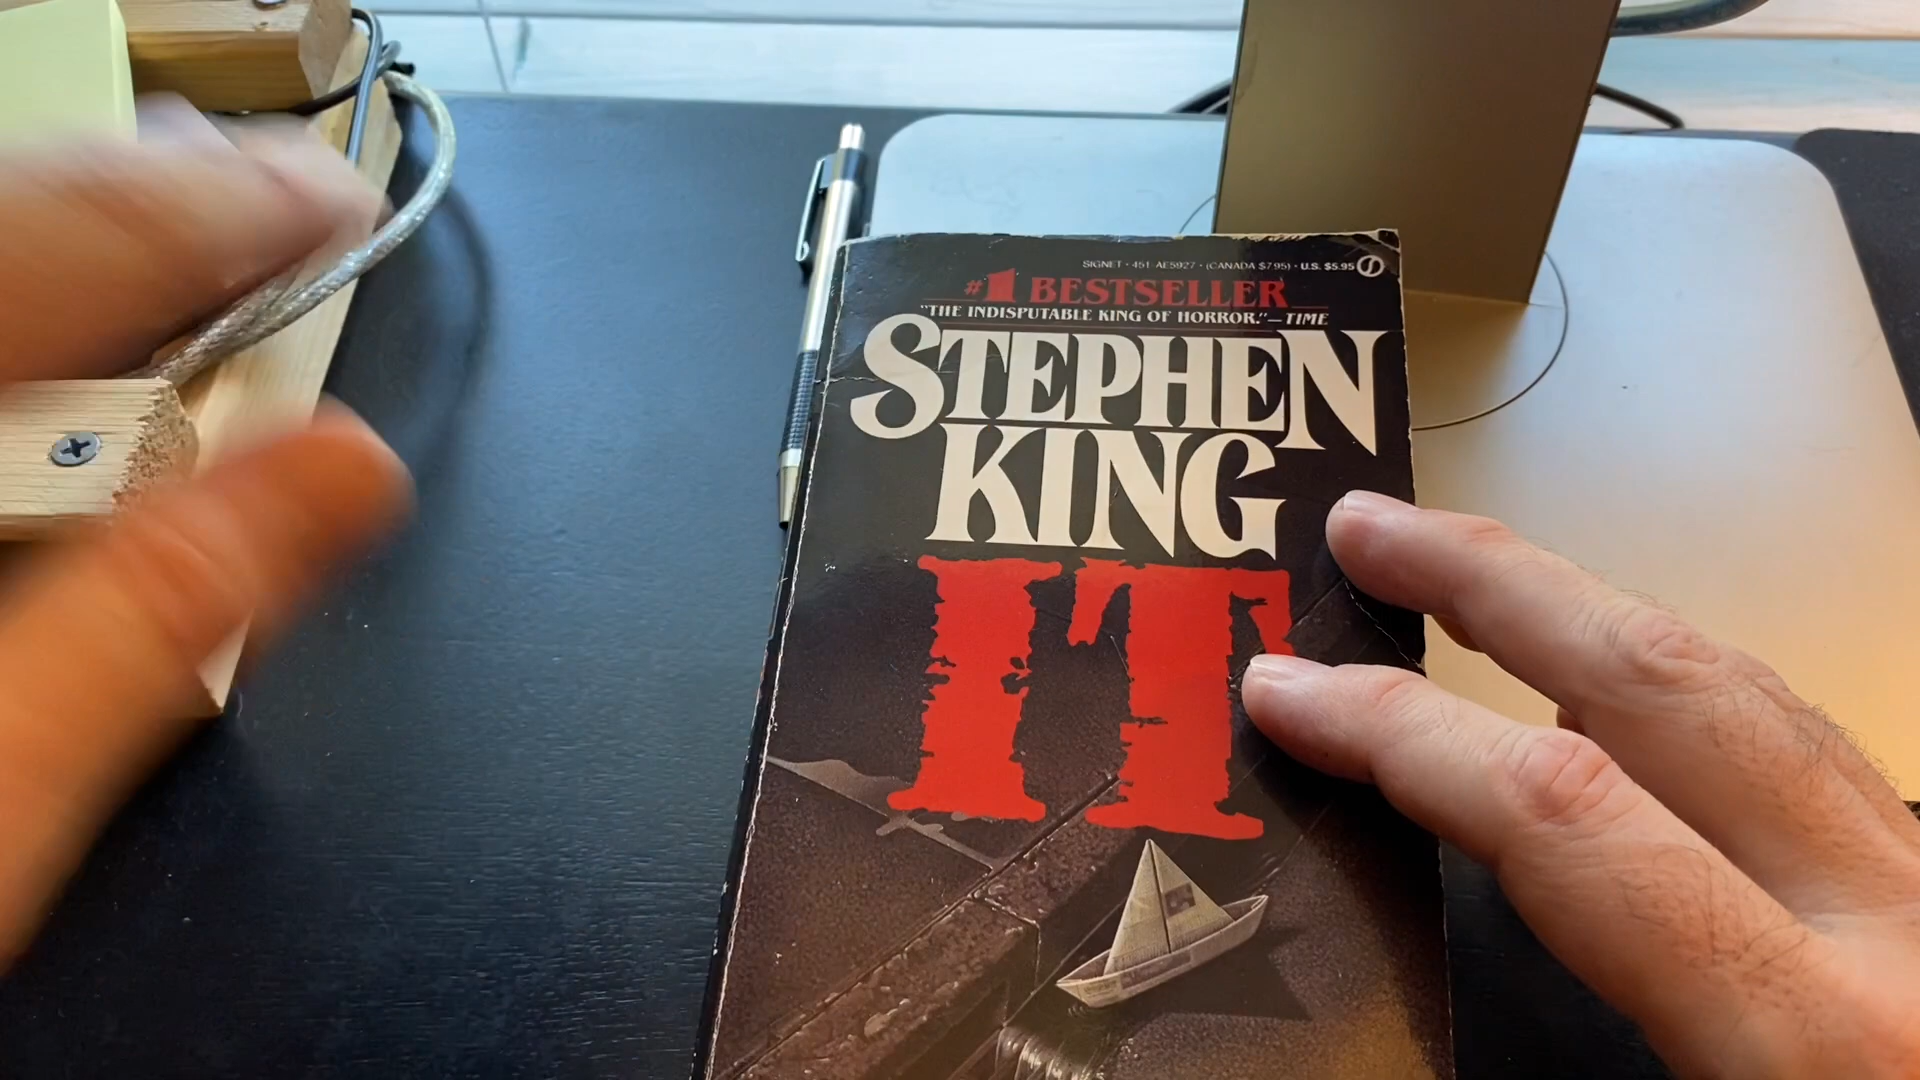 SIGNET • 451-AE5927 • (CANADA $7.95) • U.S. $5.95
#1 BESTSELLER
"THE INDISPUTABLE KING OF HORROR."—TIME
STEPHEN
KING
IT